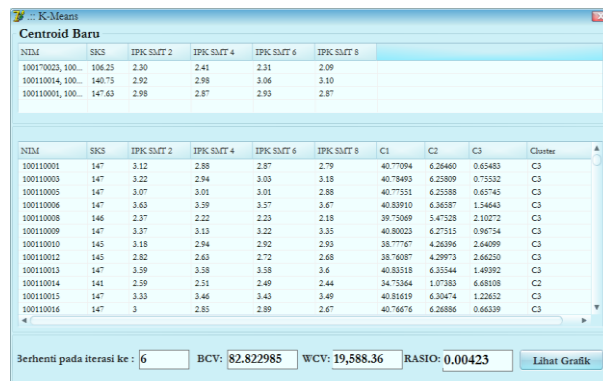 .:: K-Means
Centroid Baru
NIM SKS IPK SMT 2 IPK SMT 4 IPK SMT 6 IPK SMT 8
100170023, 100... 106.25 2.30 2.41 2.31 2.09
100110014, 100... 140.75 2.92 2.98 3.06 3.10
100110001, 100... 147.63 2.98 2.87 2.93 2.87
NIM SKS IPK SMT 2 IPK SMT 4 IPK SMT 6 IPK SMT 8 C1 C2 C3 Cluster
100110001 147 3.12 2.88 2.87 2.79 40.77094 6.26460 0.65483 C3
100110003 147 3.22 2.94 3.03 3.18 40.78493 6.25809 0.75532 C3
100110005 147 3.07 3.01 3.01 2.88 40.77551 6.25588 0.65745 C3
100110006 147 3.63 3.59 3.57 3.67 40.83910 6.36587 1.54643 C3
100110008 146 2.37 2.22 2.23 2.18 39.75069 5.47528 2.10272 C3
100110009 147 3.37 3.13 3.22 3.35 40.80023 6.27515 0.96754 C3
100110010 145 3.18 2.94 2.92 2.93 38.77767 4.26396 2.64099 C3
100110012 145 2.82 2.63 2.72 2.68 38.76087 4.29973 2.66250 C3
100110013 147 3.59 3.58 3.58 3.6 40.83518 6.35544 1.49392 C3
100110014 141 2.59 2.51 2.49 2.44 34.75364 1.07383 6.68108 C2
100110015 147 3.33 3.46 3.43 3.49 40.81619 6.30474 1.22652 C3
100110016 147 3 2.85 2.89 2.67 40.76676 6.26886 0.66339 C3
Berhenti pada iterasi ke : 6 BCV: 82.822985 WCV: 19,588.36 RASIO: 0.00423 Lihat Grafik